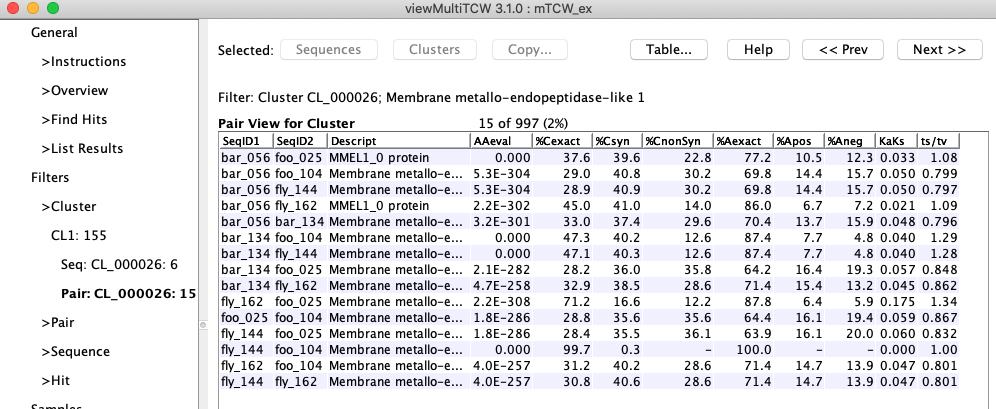 viewMultiTCW 3.1.0 : mTCW_ex
General
>Instructions
>Overview
>Find Hits
>List Results
Filters
>Cluster
CL1: 155
Seq: CL_000026: 6
Pair: CL_000026: 15
>Pair
>Sequence
>Hit
Samples
Selected: Sequences Clusters Copy... Table... Help << Prev Next >>
Filter: Cluster CL_000026; Membrane metallo-endopeptidase-like 1
Pair View for Cluster 15 of 997 (2%)
SeqID1 SeqID2 Descript AAeval %Cexact %Csyn %CnonSyn %Aexact %Apos %Aneg KaKs ts/tv
bar_056 foo_025 MMEL1_0 protein 0.000 37.6 39.6 22.8 77.2 10.5 12.3 0.033 1.08
bar_056 foo_104 Membrane metallo-e... 5.3E-304 29.0 40.8 30.2 69.8 14.4 15.7 0.050 0.799
bar_056 fly_144 Membrane metallo-e... 5.3E-304 28.9 40.9 30.2 69.8 14.4 15.7 0.050 0.797
bar_056 fly_162 MMEL1_0 protein 2.2E-302 45.0 41.0 14.0 86.0 6.7 7.2 0.021 1.09
bar_056 bar_134 Membrane metallo-e... 3.2E-301 33.0 37.4 29.6 70.4 13.7 15.9 0.048 0.796
bar_134 foo_104 Membrane metallo-e... 0.000 47.3 40.2 12.6 87.4 7.7 4.8 0.040 1.29
bar_134 fly_144 Membrane metallo-e... 0.000 47.1 40.3 12.6 87.4 7.7 4.8 0.040 1.28
bar_134 foo_025 Membrane metallo-e... 2.1E-282 28.2 36.0 35.8 64.2 16.4 19.3 0.057 0.848
bar_134 fly_162 Membrane metallo-e... 4.7E-258 32.9 38.5 28.6 71.4 15.4 13.2 0.045 0.862
fly_162 foo_025 Membrane metallo-e... 2.2E-308 71.2 16.6 12.2 87.8 6.4 5.9 0.175 1.34
foo_025 foo_104 Membrane metallo-e... 1.8E-286 28.8 35.6 35.6 64.4 16.1 19.4 0.059 0.867
fly_144 foo_025 Membrane metallo-e... 1.8E-286 28.4 35.5 36.1 63.9 16.1 20.0 0.060 0.832
fly_144 foo_104 Membrane metallo-e... 0.000 99.7 0.3 - 100.0 - - 0.000 1.00
fly_162 foo_104 Membrane metallo-e... 4.0E-257 31.2 40.2 28.6 71.4 14.7 13.9 0.047 0.801
fly_144 fly_162 Membrane metallo-e... 4.0E-257 30.8 40.6 28.6 71.4 14.7 13.9 0.047 0.801